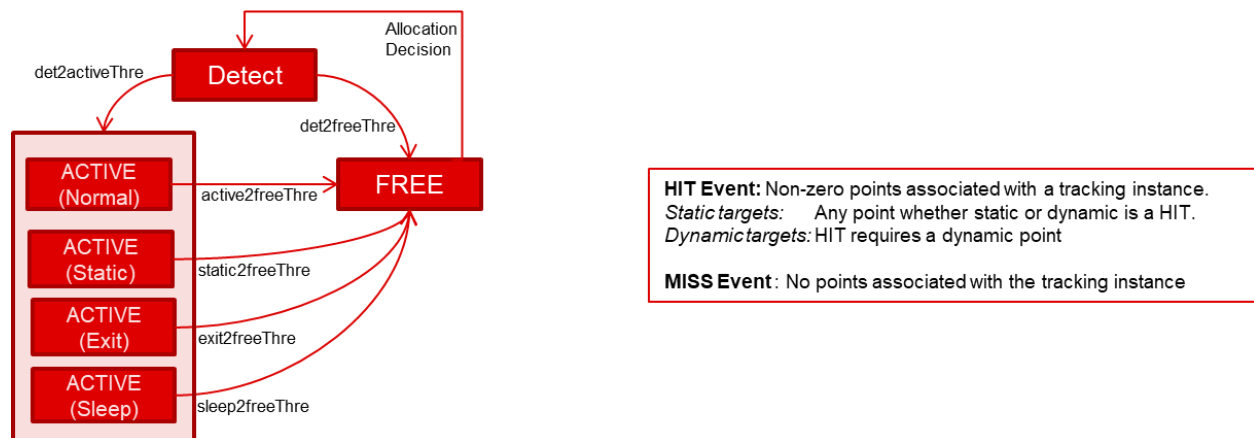 Allocation
Decision
Detect
det2activeThre
det2freeThre
ACTIVE
(Normal)
active2freeThre
FREE
ACTIVE
(Static)
static2freeThre
ACTIVE
(Exit)
exit2freeThre
ACTIVE
(Sleep)
sleep2freeThre
HIT Event: Non-zero points associated with a tracking instance.
Static targets: Any point whether static or dynamic is a HIT.
Dynamic targets: HIT requires a dynamic point
MISS Event : No points associated with the tracking instance